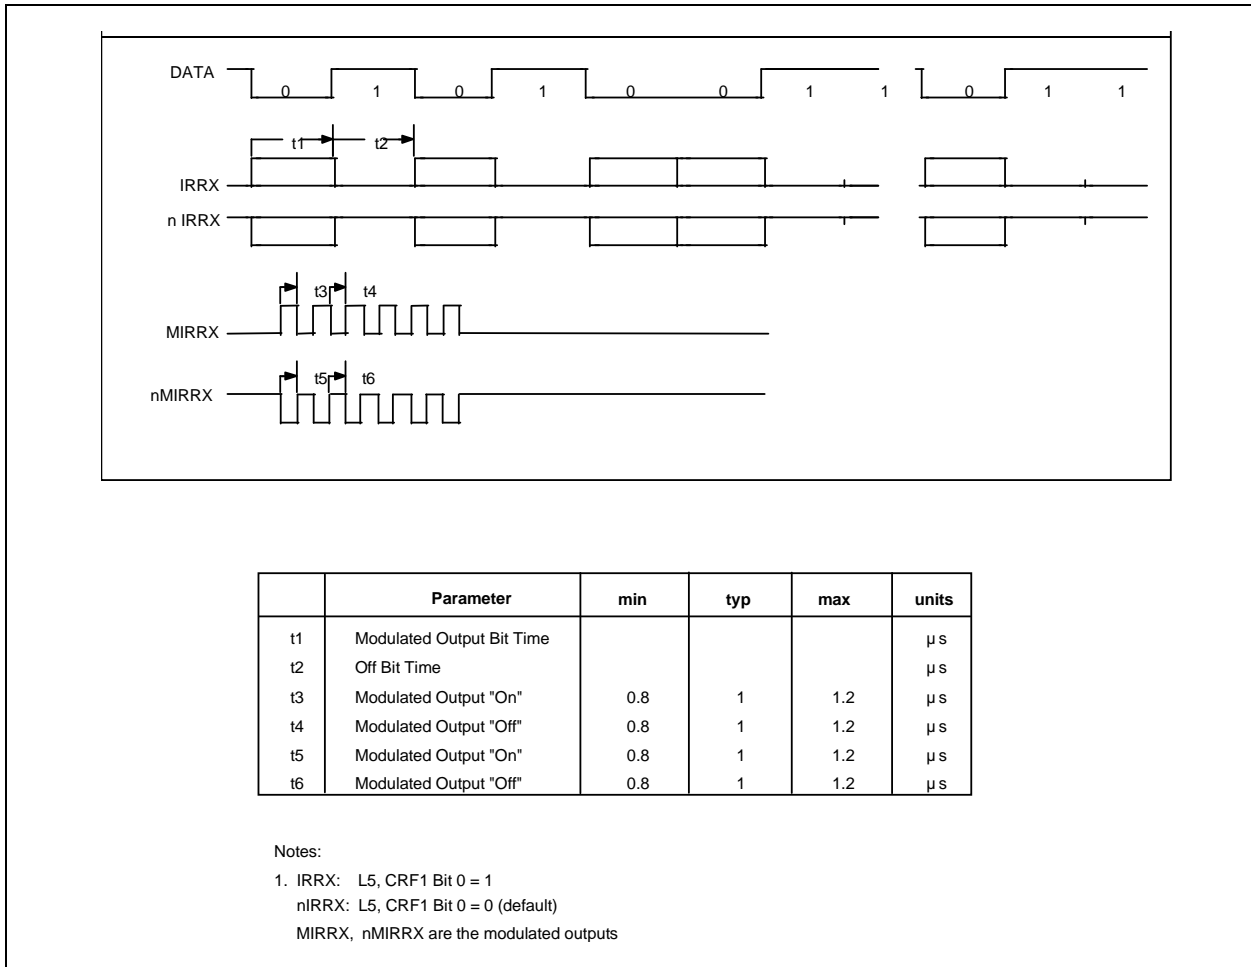 DATA
0 1 0 1 0 0 1 1 0 1 1
t1 t2
IRRX
n IRRX
t3 t4
MIRRX
t5 t6
nMIRRX
Parameter min typ max units
t1 Modulated Output Bit Time µs
t2 Off Bit Time µs
t3 Modulated Output "On" 0.8 1 1.2 µs
t4 Modulated Output "Off" 0.8 1 1.2 µs
t5 Modulated Output "On" 0.8 1 1.2 µs
t6 Modulated Output "Off" 0.8 1 1.2 µs
Notes:
1. IRRX: L5, CRF1 Bit 0 = 1
nIRRX: L5, CRF1 Bit 0 = 0 (default)
MIRRX, nMIRRX are the modulated outputs